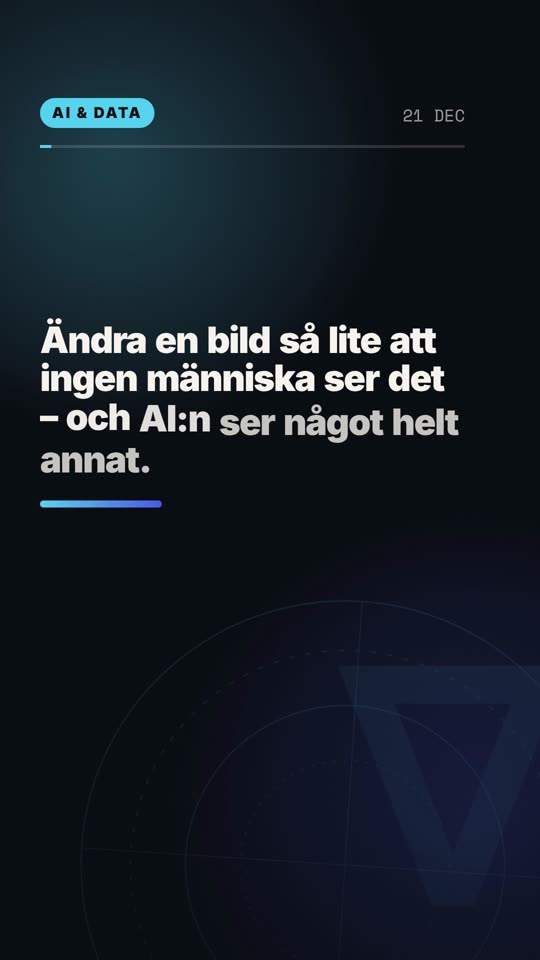 AI & DATA
21 DEC
Ändra en bild så lite att
ingen människa ser det
– och AI:n ser något helt
annat.